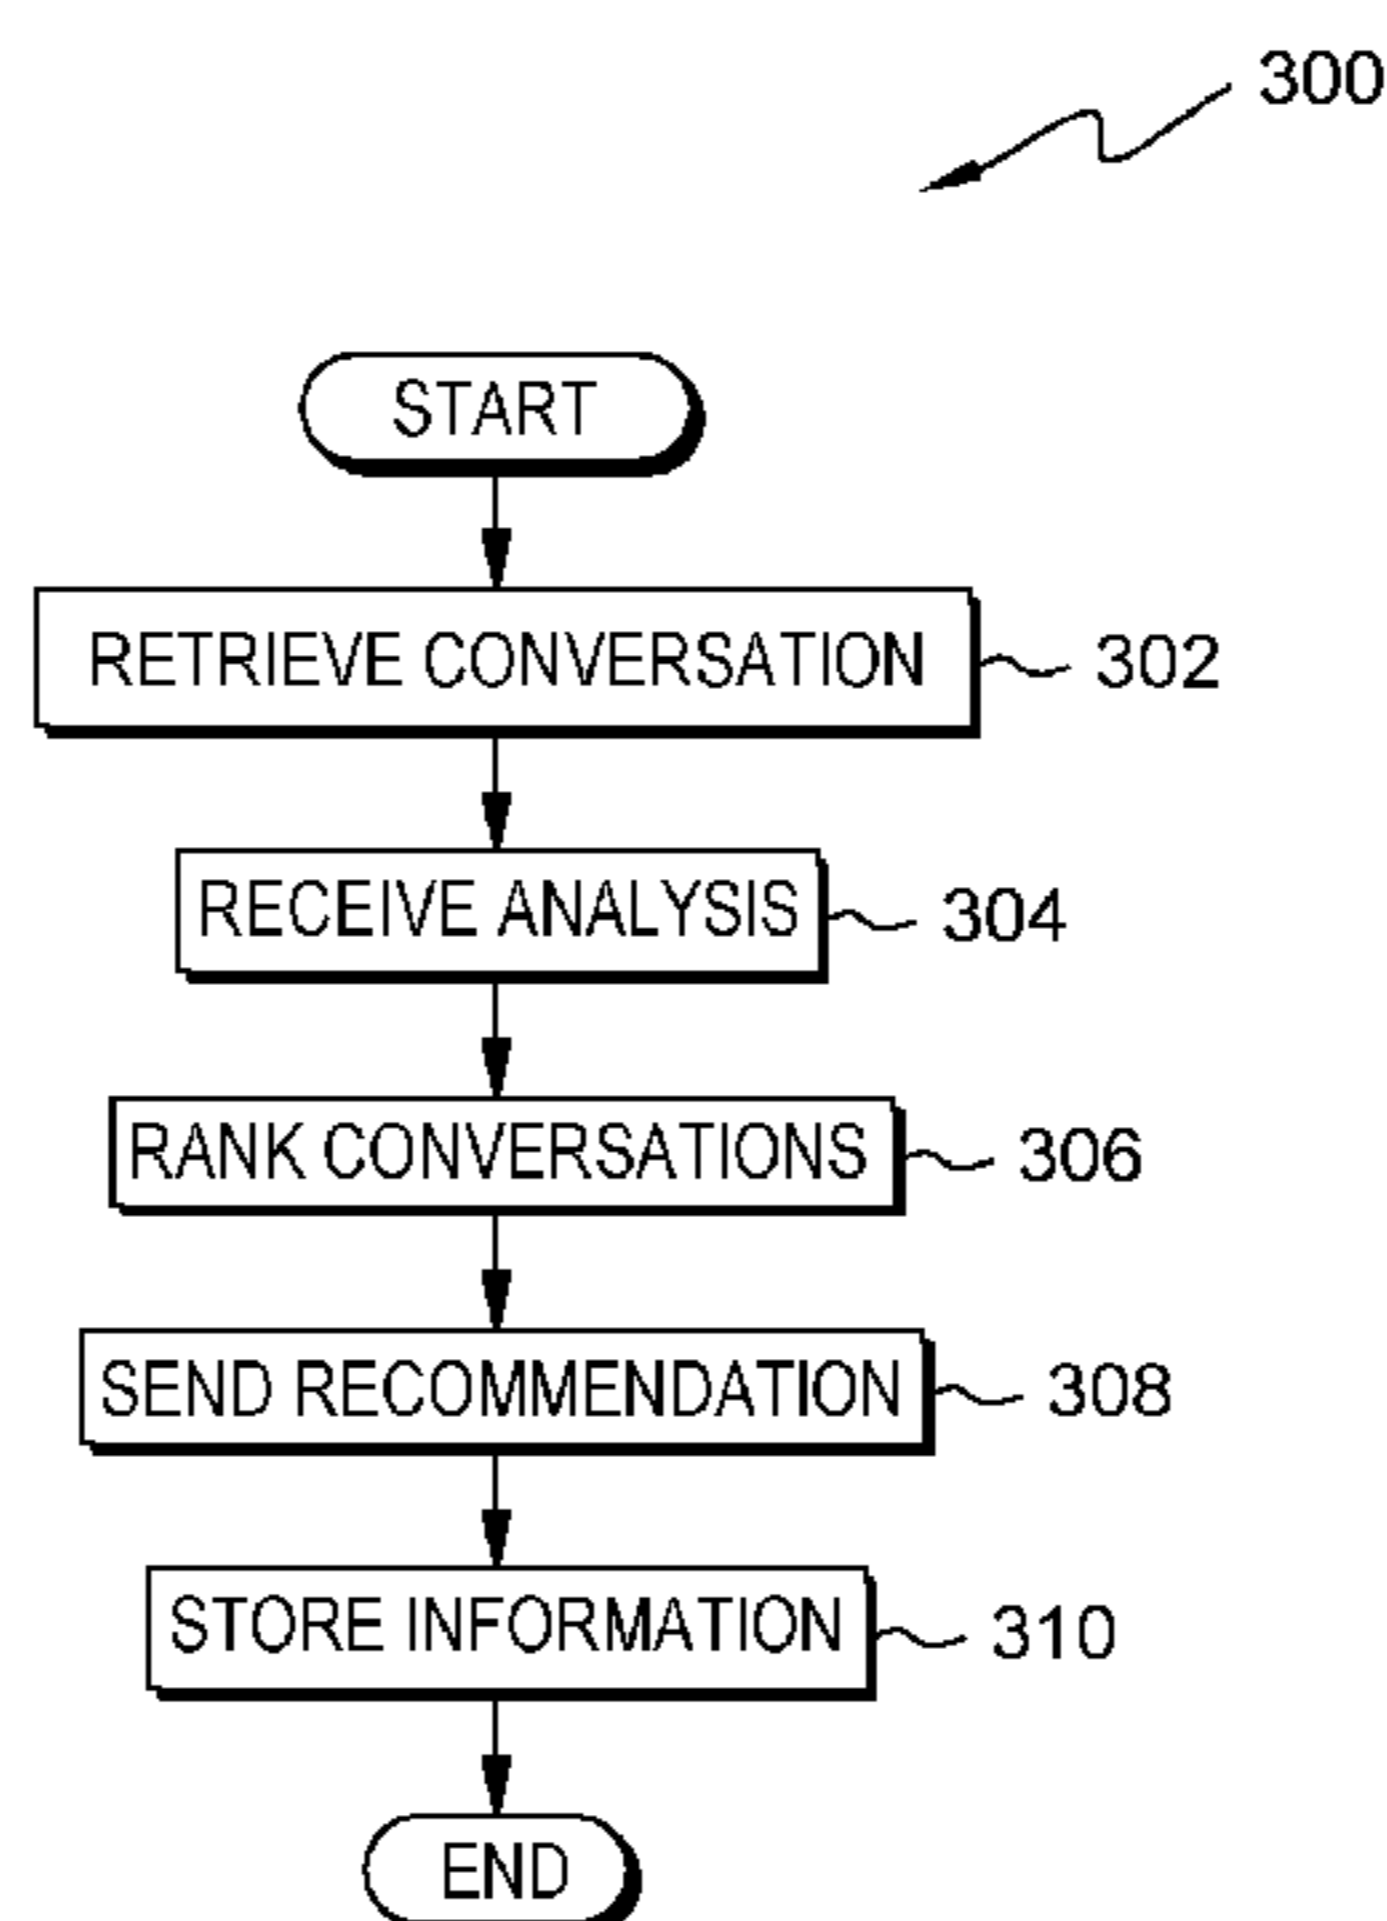 300
START
RETRIEVE CONVERSATION 302
RECEIVE ANALYSIS 304
RANK CONVERSATIONS 306
SEND RECOMMENDATION 308
STORE INFORMATION 310
END